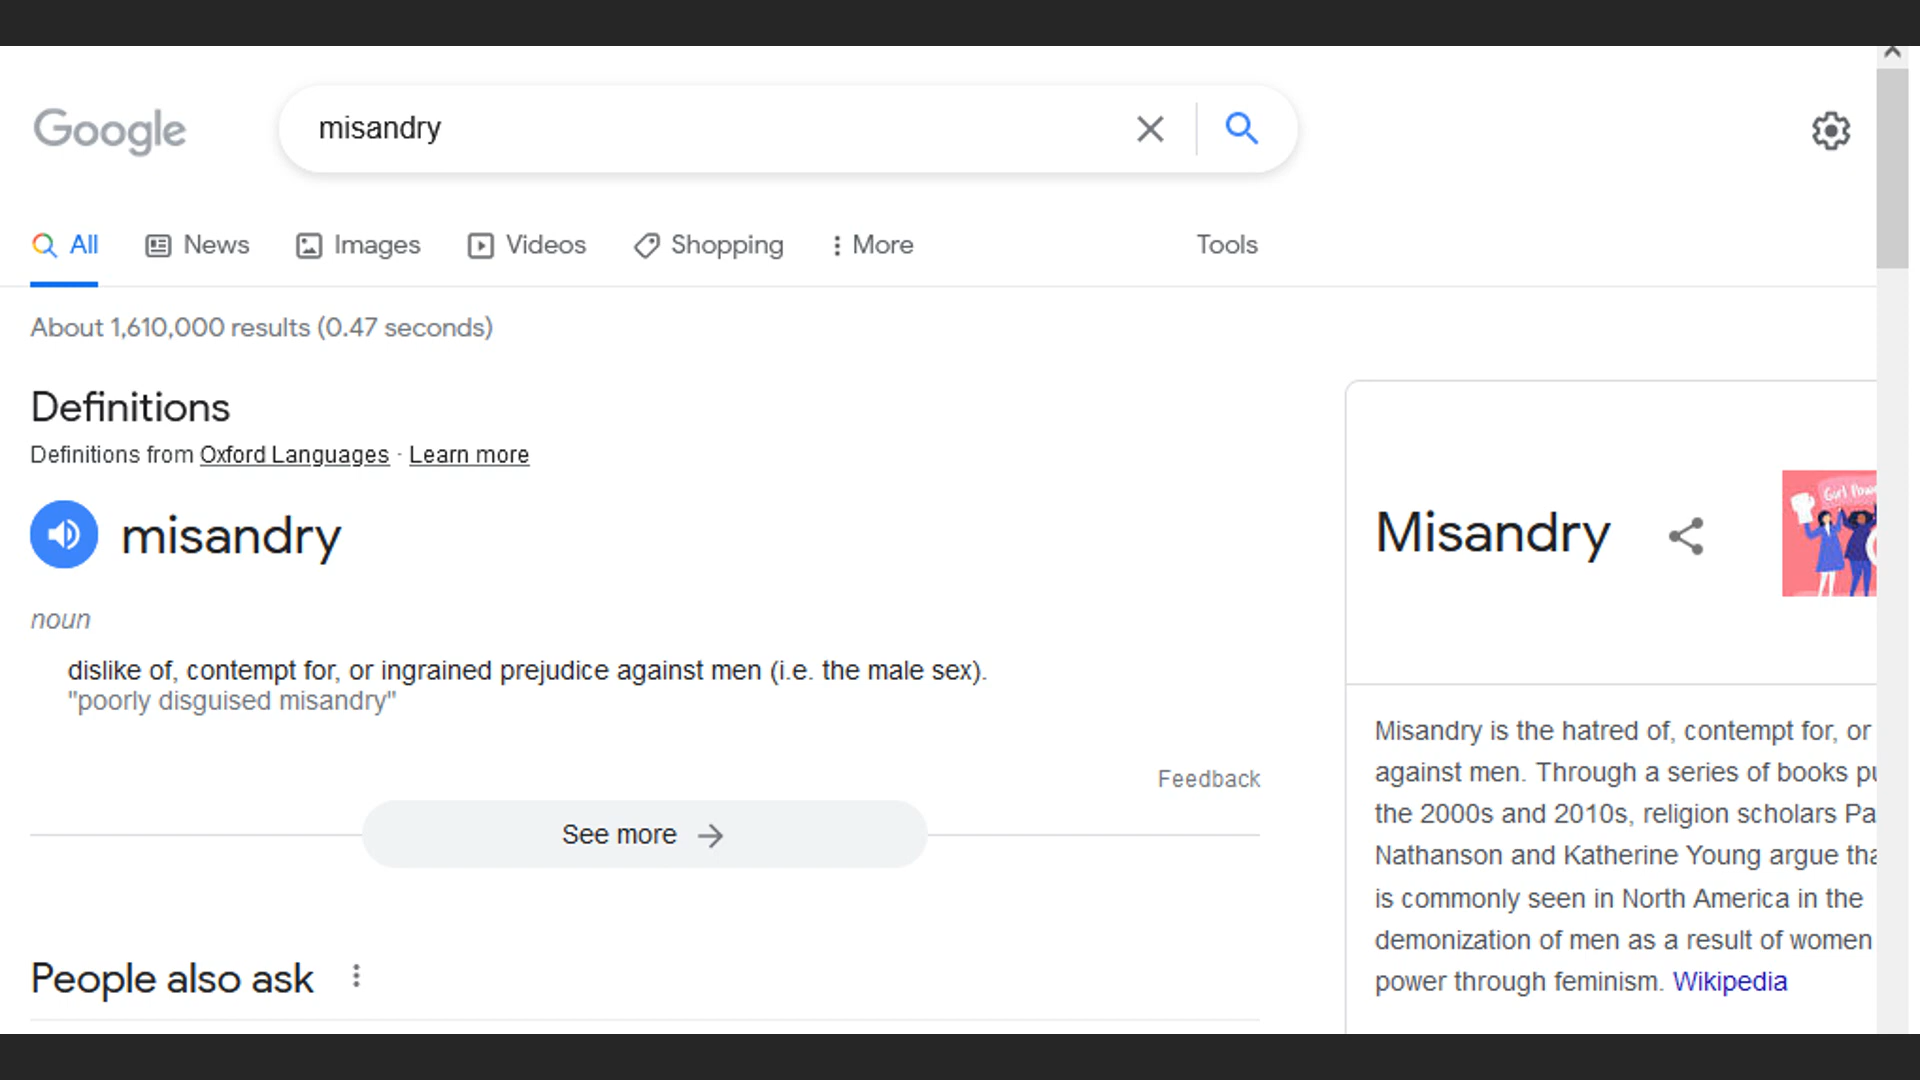 Google
misandry
All News Images Videos Shopping More Tools
About 1,610,000 results (0.47 seconds)
Definitions
Definitions from Oxford Languages · Learn more
misandry
noun
dislike of, contempt for, or ingrained prejudice against men (i.e. the male sex).
"poorly disguised misandry"
Feedback
See more
People also ask
Misandry
Girl
Misandry is the hatred of, contempt for, or
against men. Through a series of books
the 2000s and 2010s, religion scholars
Nathanson and Katherine Young argue
is commonly seen in North America in the
demonization of men as a result of women
power through feminism. Wikipedia